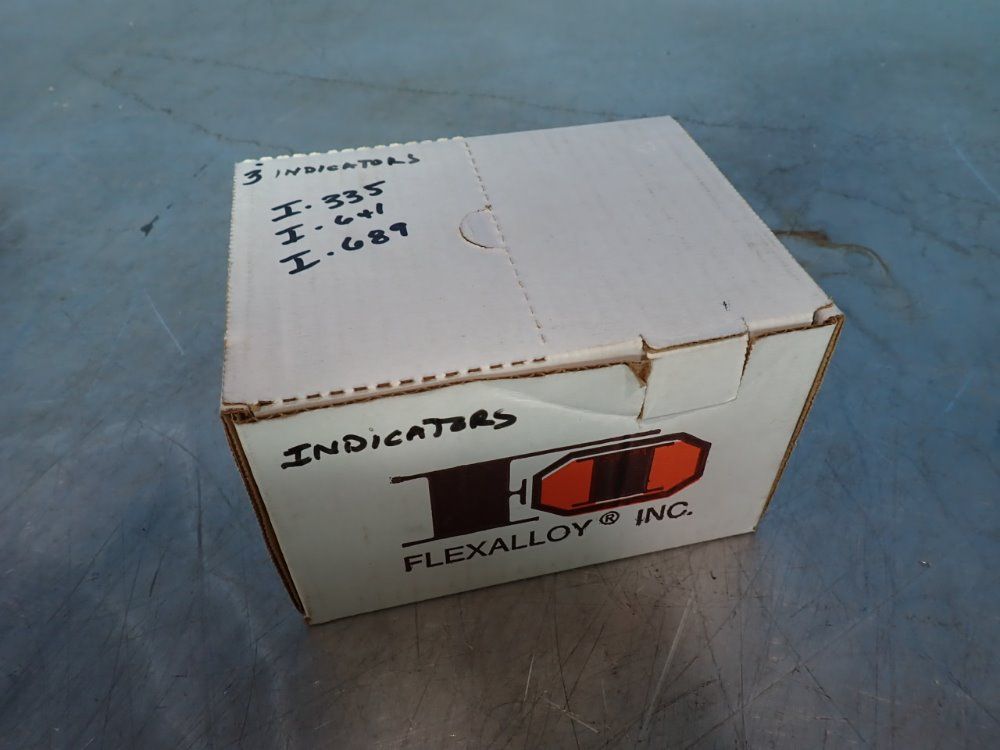 3 INDICATORS
I. 335
I. 641
I. 689
INDICATORS
FLEXALLOY® INC.